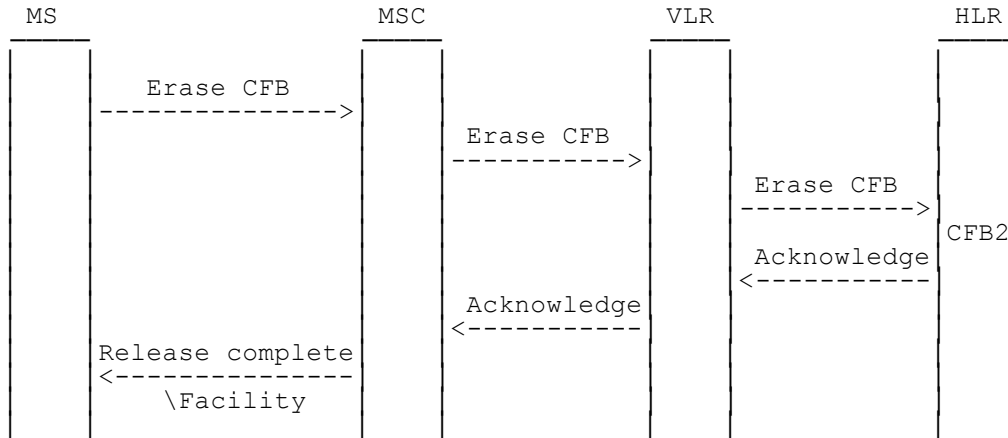 MS MSC VLR HLR
Erase CFB
Erase CFB
Erase CFB
CFB2
Acknowledge
Acknowledge
Release complete
\Facility